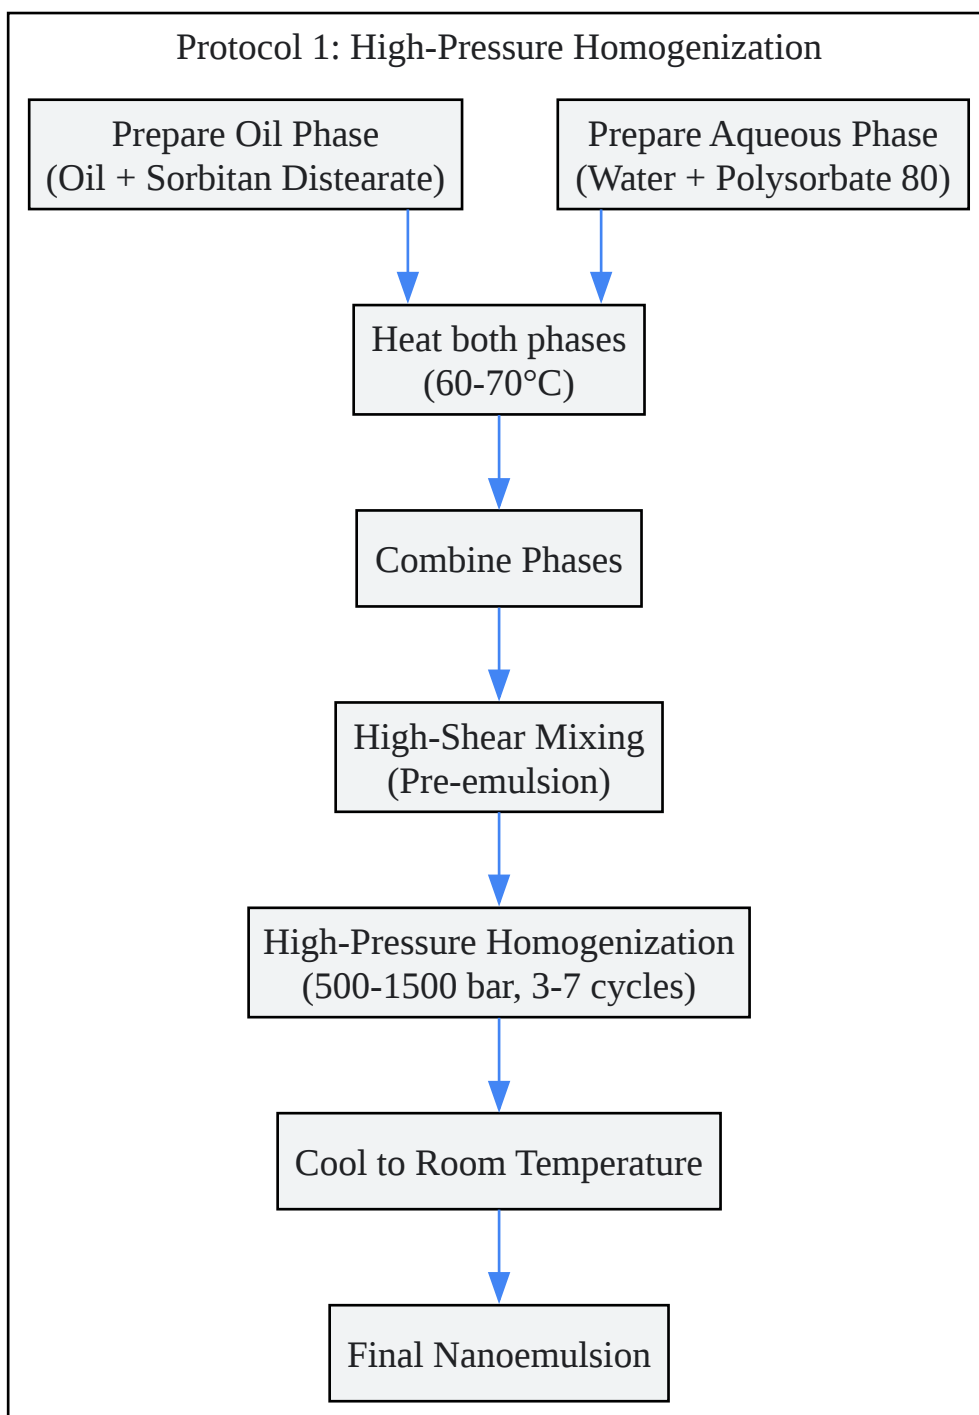 Protocol 1: High-Pressure Homogenization
Prepare Oil Phase
(Oil + Sorbitan Distearate)
Prepare Aqueous Phase
(Water + Polysorbate 80)
Heat both phases
(60-70°C)
Combine Phases
High-Shear Mixing
(Pre-emulsion)
High-Pressure Homogenization
(500-1500 bar, 3-7 cycles)
Cool to Room Temperature
Final Nanoemulsion